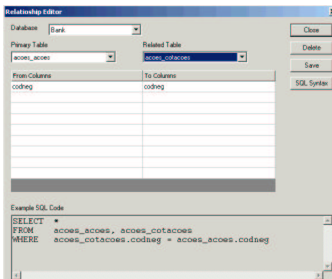 Relationship Editor
Database Bank
Close
Primary Table Related Table
Delete
acoes_acoes acoes_cotacoes
Save
From Columns To Columns
SQL Syntax
codneg codneg
Example SQL Code
SELECT *
FROM acoes_acoes, acoes_cotacoes
WHERE acoes_cotacoes.codneg = acoes_acoes.codneg